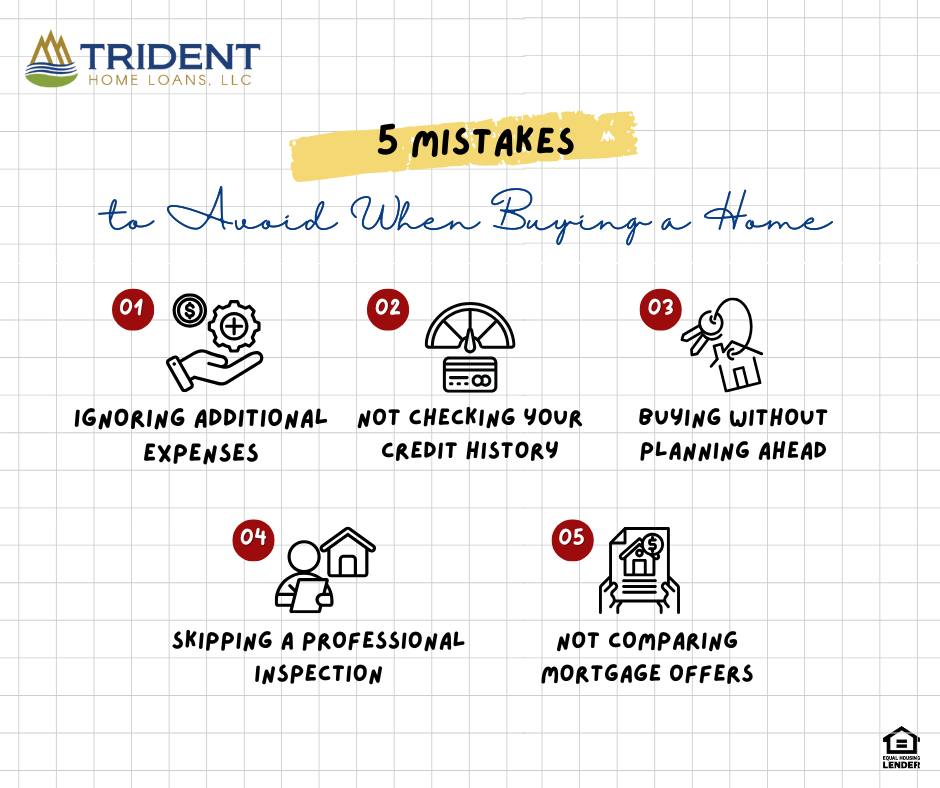 TRIDENT
HOME LOANS, LLC
5 MISTAKES
to Avoid When Buying a Home
01
02
03
IGNORING ADDITIONAL
EXPENSES
NOT CHECKING YOUR
CREDIT HISTORY
BUYING WITHOUT
PLANNING AHEAD
04
05
SKIPPING A PROFESSIONAL
INSPECTION
NOT COMPARING
MORTGAGE OFFERS
EQUAL HOUSING
LENDER